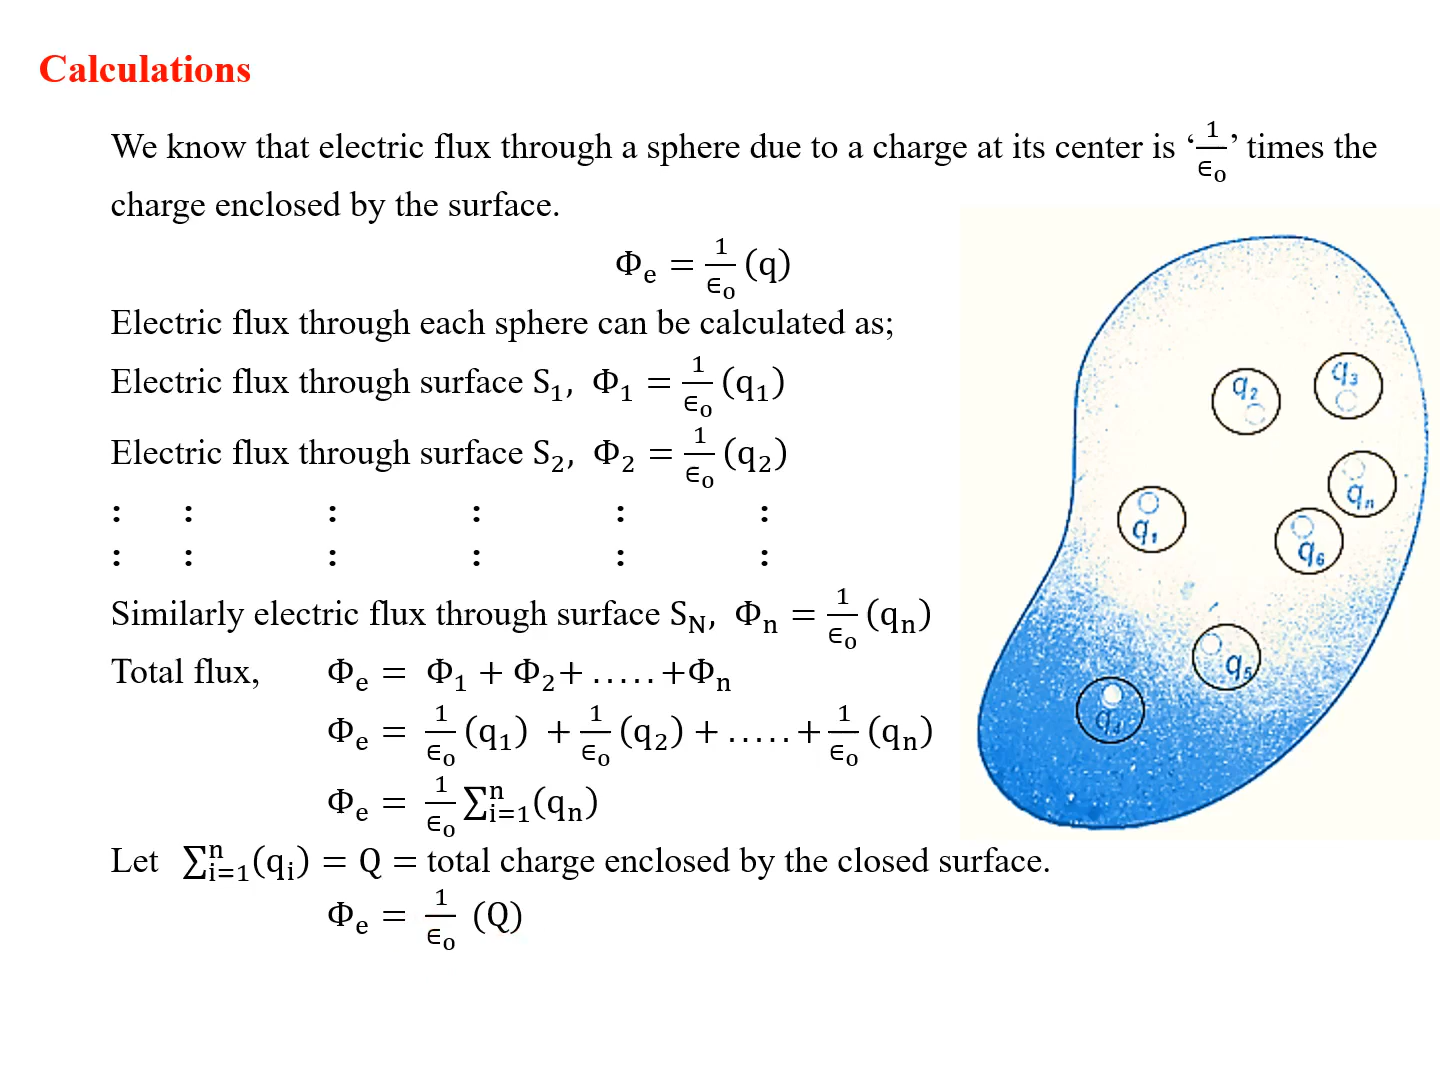 Calculations
We know that electric flux through a sphere due to a charge at its center is ‘1/∈ₒ’ times the
charge enclosed by the surface.
Φₑ = 1/∈ₒ (q)
Electric flux through each sphere can be calculated as;
Electric flux through surface S₁, Φ₁ = 1/∈ₒ (q₁)
Electric flux through surface S₂, Φ₂ = 1/∈ₒ (q₂)
: : : : : :
: : : : : :
Similarly electric flux through surface S_N, Φₙ = 1/∈ₒ (qₙ)
Total flux, Φₑ = Φ₁ + Φ₂+ .....+Φₙ
Φₑ = 1/∈ₒ (q₁) + 1/∈ₒ (q₂) + .....+ 1/∈ₒ (qₙ)
Φₑ = 1/∈ₒ ∑ⁿᵢ₌₁(qₙ)
Let ∑ⁿᵢ₌₁(qᵢ) = Q = total charge enclosed by the closed surface.
Φₑ = 1/∈ₒ (Q)
q₂
q₃
qₙ
q₁
q₆
q₅
q₄